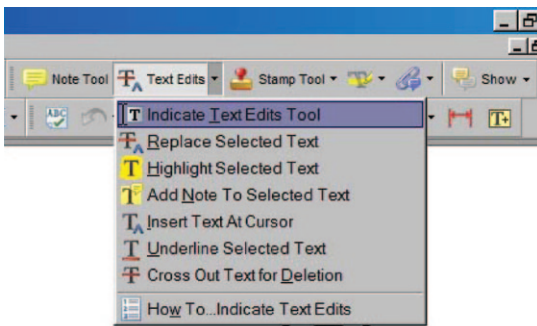 Note Tool Text Edits Stamp Tool Show
ABC T+
Indicate Text Edits Tool
Replace Selected Text
Highlight Selected Text
Add Note To Selected Text
Insert Text At Cursor
Underline Selected Text
Cross Out Text for Deletion
How To...Indicate Text Edits